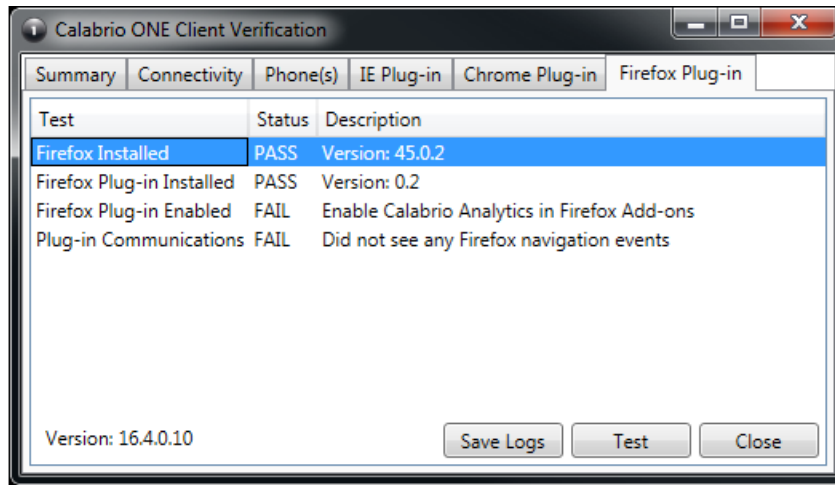 Calabrio ONE Client Verification
Summary Connectivity Phone(s) IE Plug-in Chrome Plug-in Firefox Plug-in
Test Status Description
Firefox Installed PASS Version: 45.0.2
Firefox Plug-in Installed PASS Version: 0.2
Firefox Plug-in Enabled FAIL Enable Calabrio Analytics in Firefox Add-ons
Plug-in Communications FAIL Did not see any Firefox navigation events
Version: 16.4.0.10 Save Logs Test Close